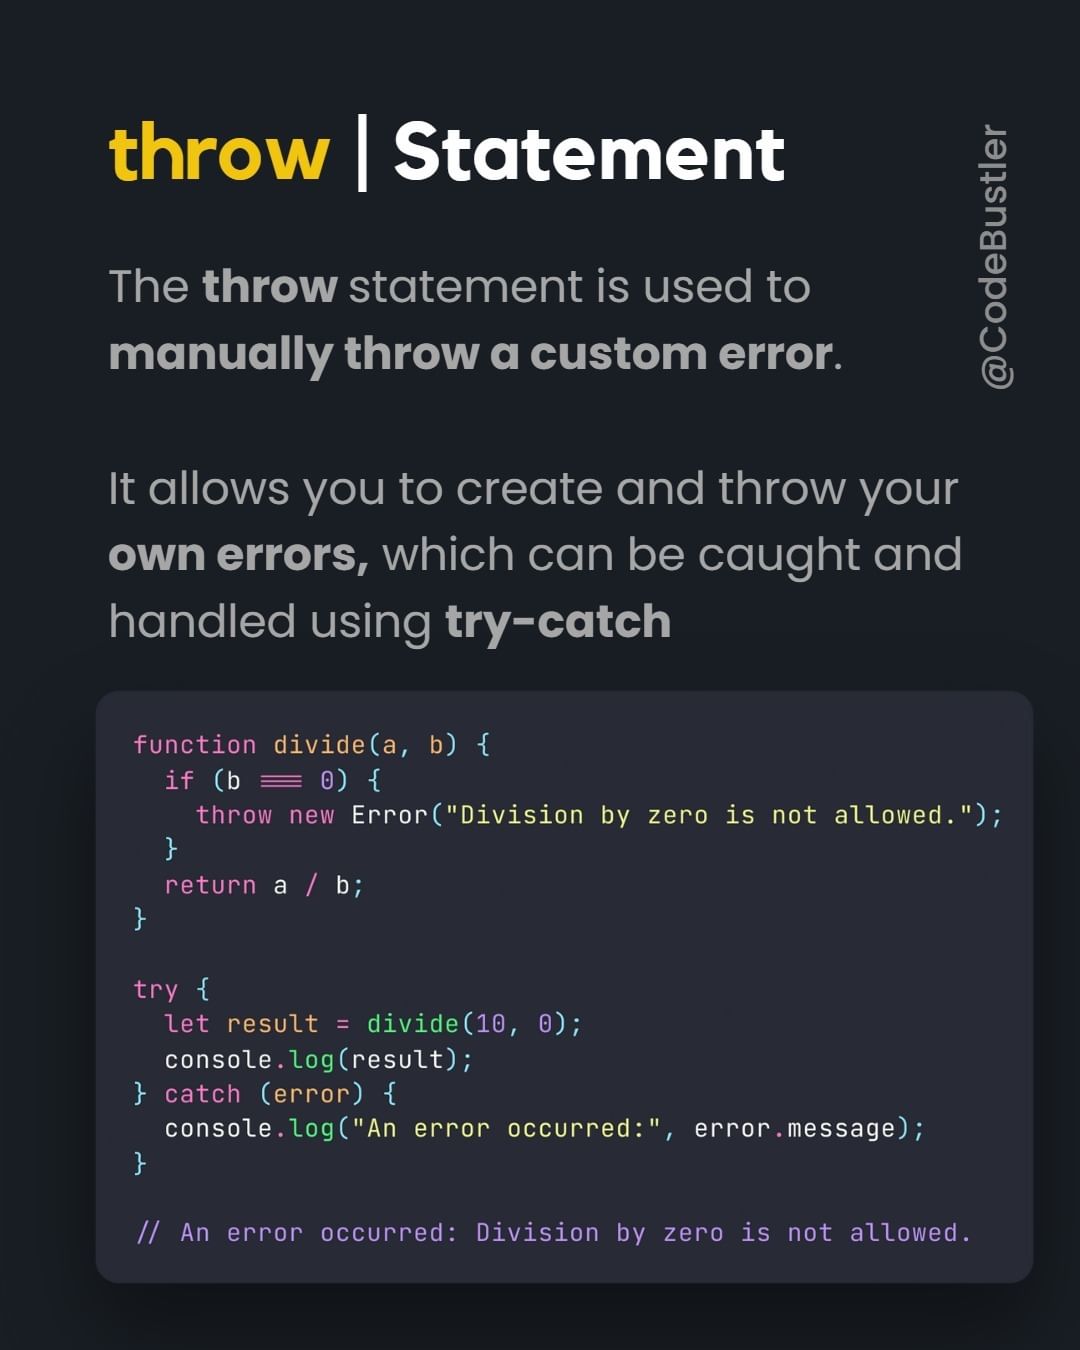 throw | Statement
@CodeBustler
The throw statement is used to
manually throw a custom error.
It allows you to create and throw your
own errors, which can be caught and
handled using try-catch
function divide(a, b) {
  if (b === 0) {
    throw new Error("Division by zero is not allowed.");
  }
  return a / b;
}
try {
  let result = divide(10, 0);
  console.log(result);
} catch (error) {
  console.log("An error occurred:", error.message);
}
// An error occurred: Division by zero is not allowed.